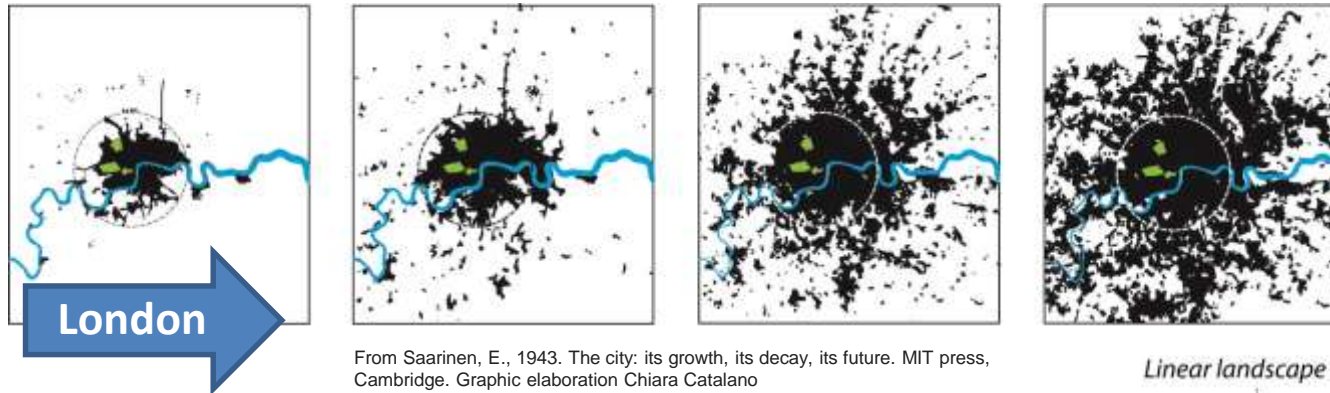 London
From Saarinen, E., 1943. The city: its growth, its decay, its future. MIT press,
Cambridge. Graphic elaboration Chiara Catalano
Linear landscape